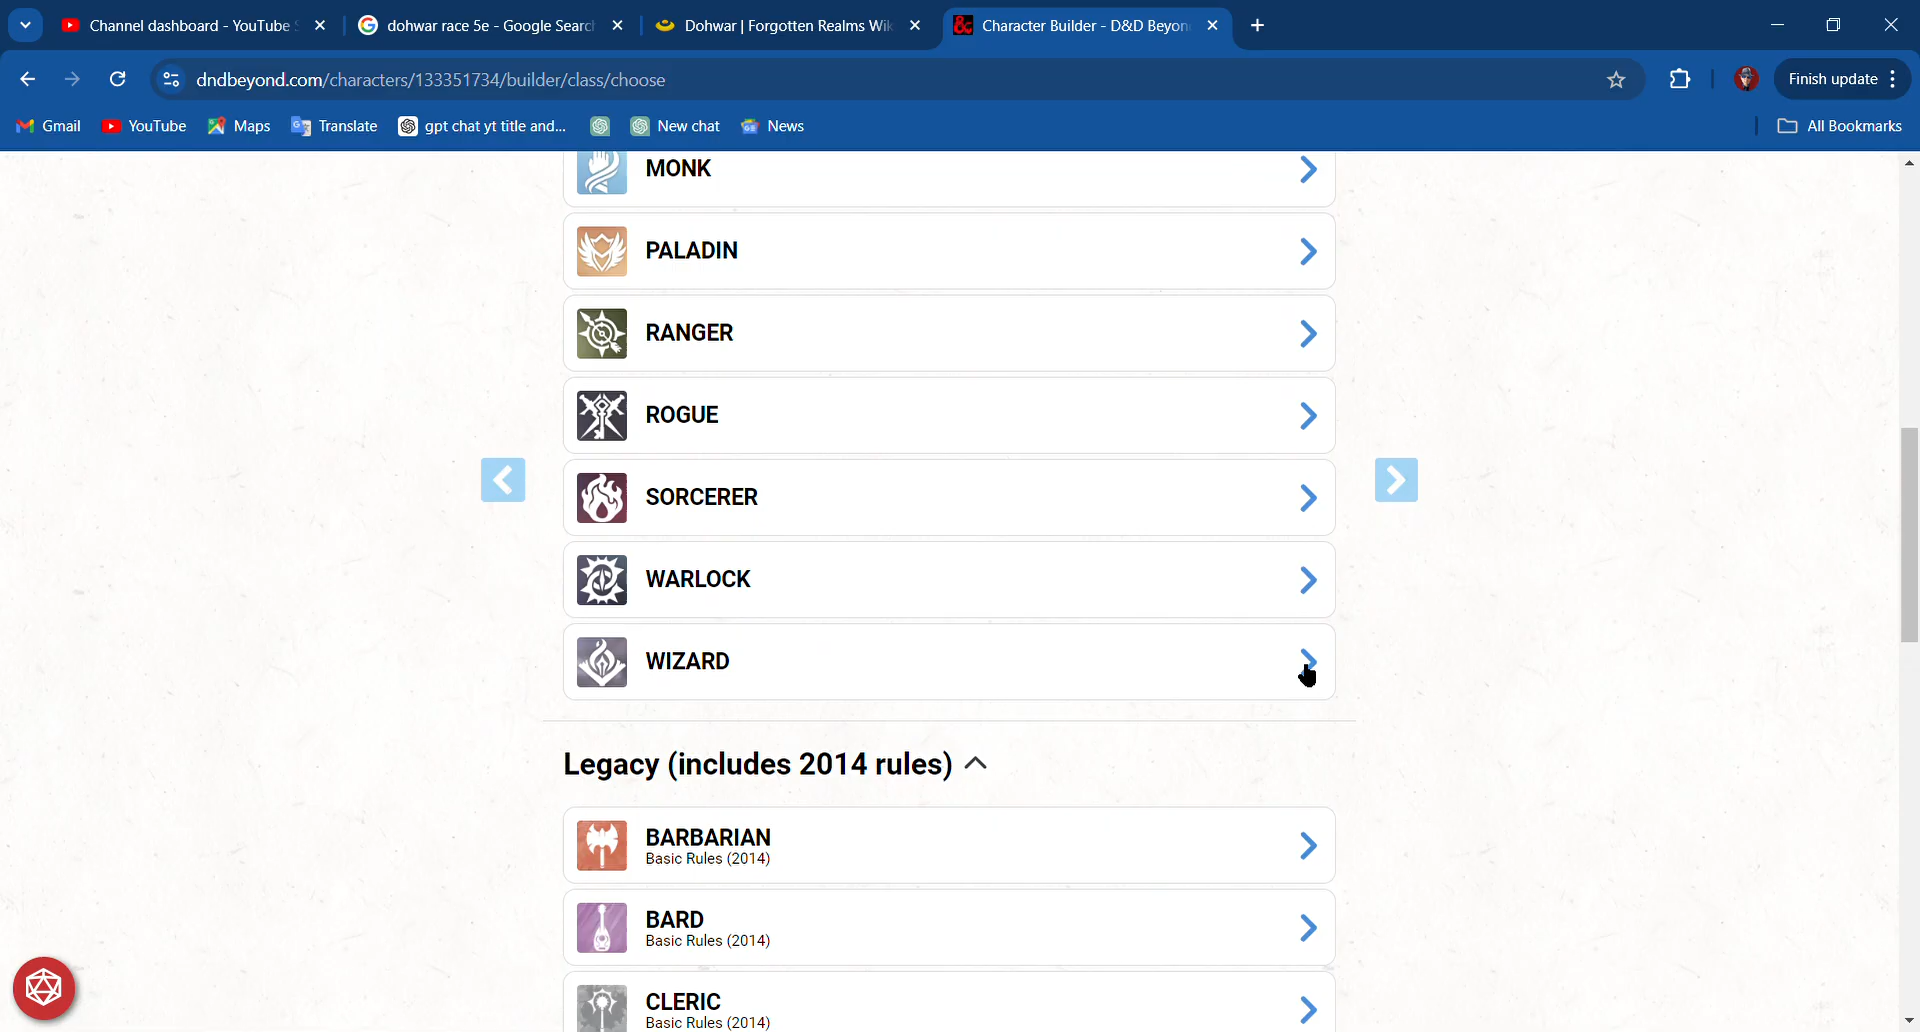 Channel dashboard - YouTube S
dohwar race 5e - Google Search
Dohwar | Forgotten Realms Wik
Character Builder - D&D Beyon
dndbeyond.com/characters/133351734/builder/class/choose
Finish update
Gmail
YouTube
Maps
Translate
gpt chat yt title and...
New chat
News
All Bookmarks
MONK
PALADIN
RANGER
ROGUE
SORCERER
WARLOCK
WIZARD
Legacy (includes 2014 rules)
BARBARIAN
Basic Rules (2014)
BARD
Basic Rules (2014)
CLERIC
Basic Rules (2014)